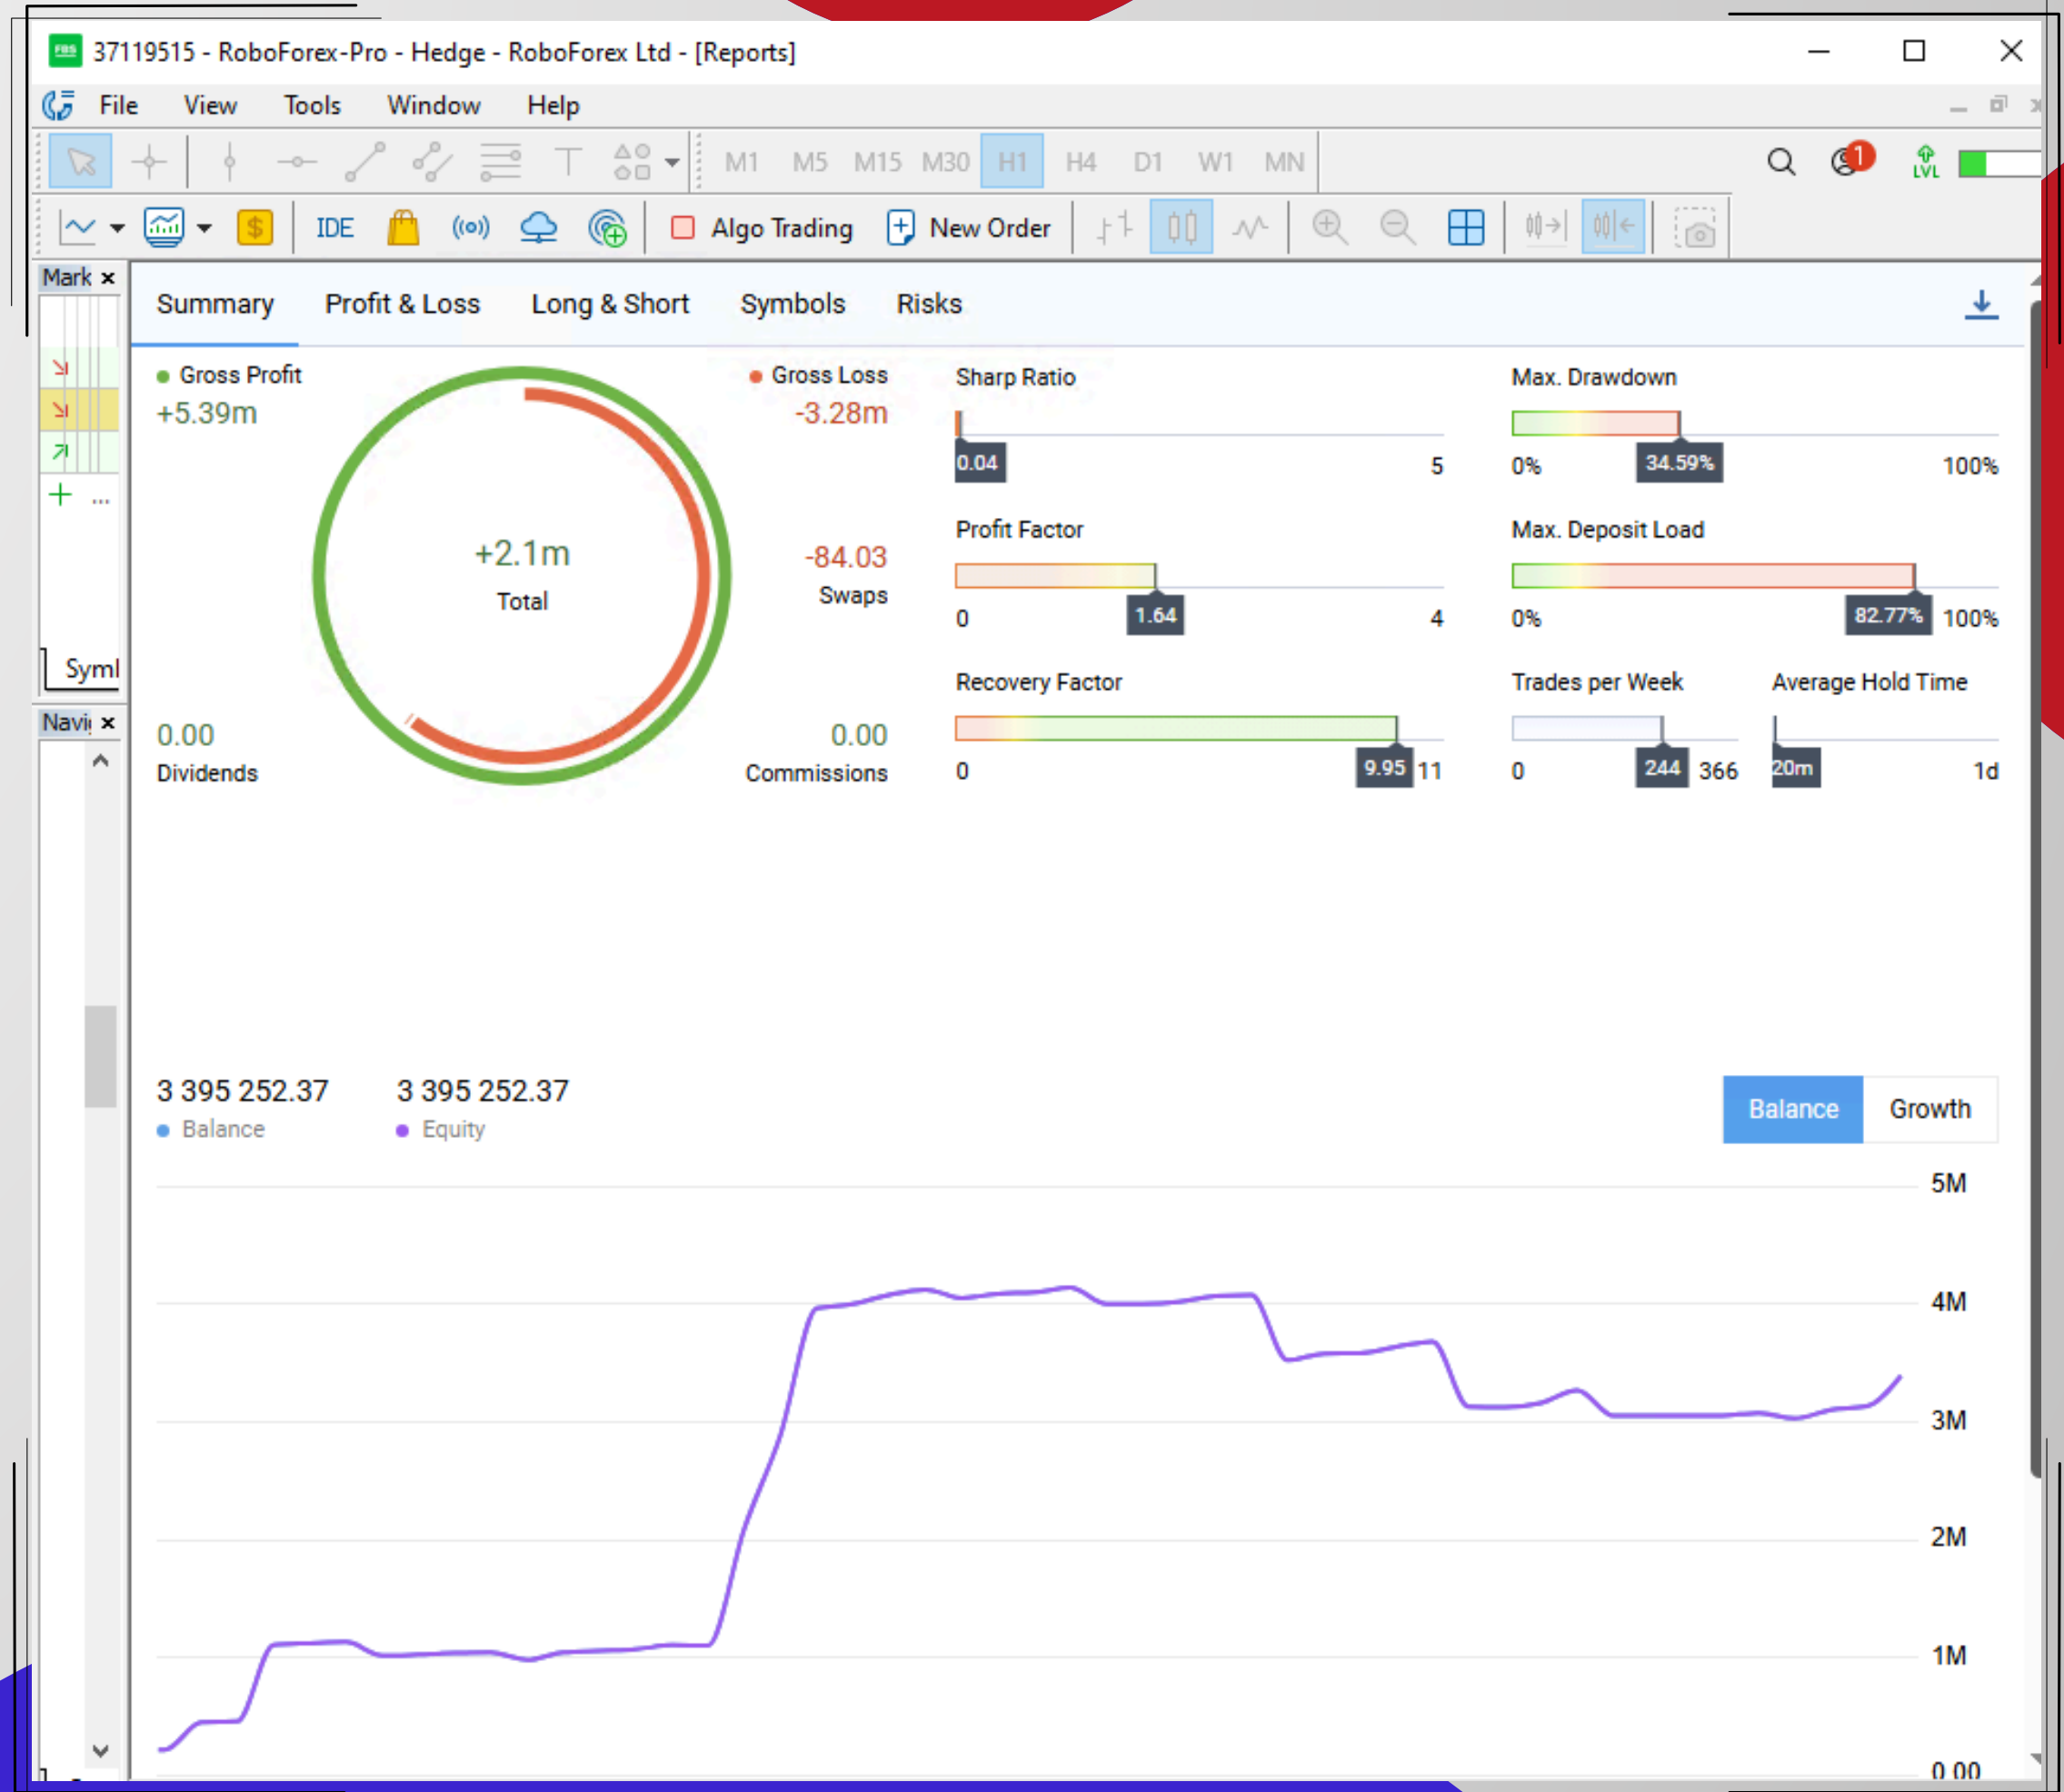 FBS 37119515 - RoboForex-Pro - Hedge - RoboForex Ltd - [Reports]
File View Tools Window Help
M1 M5 M15 M30 H1 H4 D1 W1 MN 1 LVL
IDE Algo Trading New Order
Mark
Summary Profit & Loss Long & Short Symbols Risks
Gross Profit
+5.39m
Gross Loss
-3.28m
+2.1m
Total
-84.03
Swaps
0.00
Dividends
0.00
Commissions
Sharp Ratio
0.04 5
Max. Drawdown
0% 34.59% 100%
Profit Factor
0 1.64 4
Max. Deposit Load
0% 82.77% 100%
Recovery Factor
0 9.95 11
Trades per Week
0 244 366
Average Hold Time
20m 1d
...
Syml
Navi
3 395 252.37 3 395 252.37
Balance Equity
Balance Growth
5M
4M
3M
2M
1M
0.00